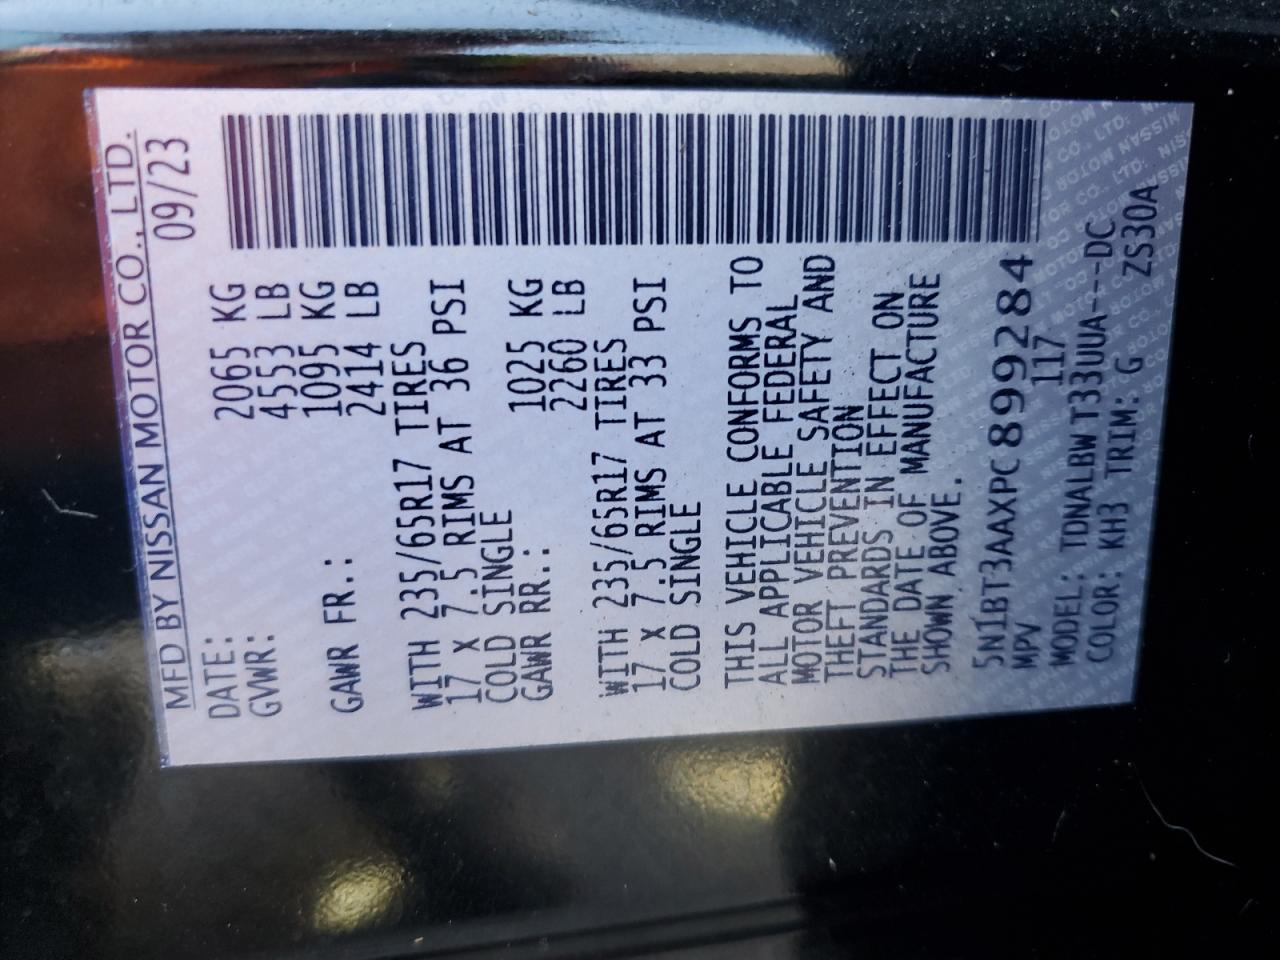 MFD BY NISSAN MOTOR CO., LTD.
DATE: 09/23
GVWR: 2065 KG
4553 LB
GAWR FR.: 1095 KG
2414 LB
WITH 235/65R17 TIRES
17 X 7.5 RIMS AT 36 PSI
COLD SINGLE
GAWR RR.: 1025 KG
2260 LB
WITH 235/65R17 TIRES
17 X 7.5 RIMS AT 33 PSI
COLD SINGLE
THIS VEHICLE CONFORMS TO
ALL APPLICABLE FEDERAL
MOTOR VEHICLE SAFETY AND
THEFT PREVENTION
STANDARDS IN EFFECT ON
THE DATE OF MANUFACTURE
SHOWN ABOVE.
5N1BT3AAXPC899284
MPV 117
MODEL: TDNALBWT33UUA---DC
COLOR: KH3 TRIM: G ZS30A